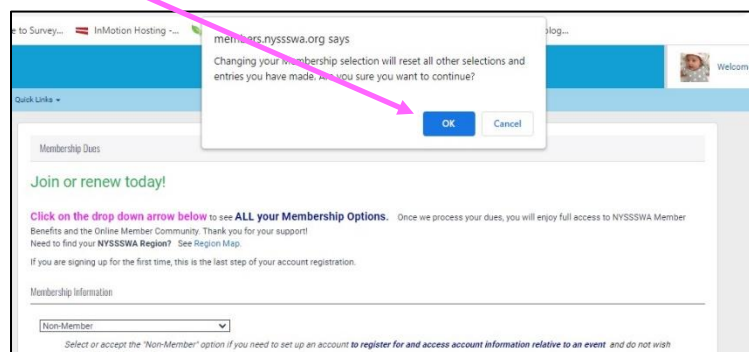 e to Survey... InMotion Hosting -... blog...
members.nyssswa.org says
Changing your Membership selection will reset all other selections and
entries you have made. Are you sure you want to continue?
OK Cancel
Welcom
Quick Links
Membership Dues
Join or renew today!
Click on the drop down arrow below to see ALL your Membership Options. Once we process your dues, you will enjoy full access to NYSSSWA Member
Benefits and the Online Member Community. Thank you for your support!
Need to find your NYSSSWA Region? See Region Map.
If you are signing up for the first time, this is the last step of your account registration.
Membership Information
Non-Member
Select or accept the "Non-Member" option if you need to set up an account to register for and access account information relative to an event and do not wish